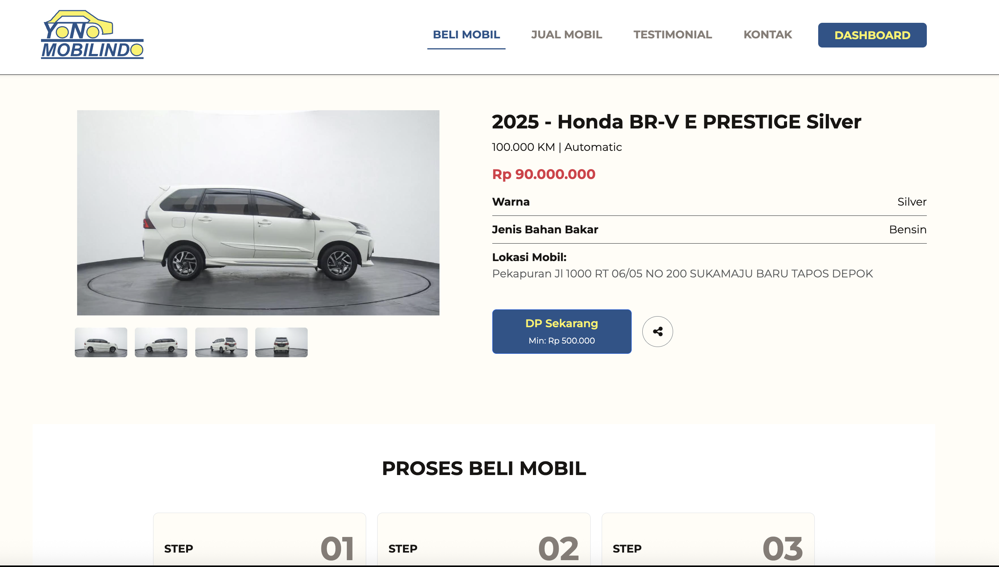 YONO
MOBILINDO
BELI MOBIL
JUAL MOBIL
TESTIMONIAL
KONTAK
DASHBOARD
2025 - Honda BR-V E PRESTIGE Silver
100.000 KM | Automatic
Rp 90.000.000
Warna Silver
Jenis Bahan Bakar Bensin
Lokasi Mobil:
Pekapuran Jl 1000 RT 06/05 NO 200 SUKAMAJU BARU TAPOS DEPOK
DP Sekarang
Min: Rp 500.000
PROSES BELI MOBIL
STEP 01
STEP 02
STEP 03